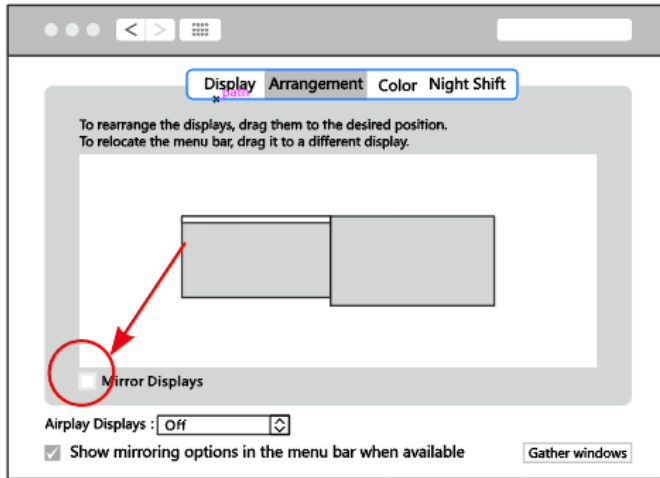 Display Arrangement Color Night Shift
path
To rearrange the displays, drag them to the desired position.
To relocate the menu bar, drag it to a different display.
Mirror Displays
Airplay Displays : Off
Show mirroring options in the menu bar when available
Gather windows